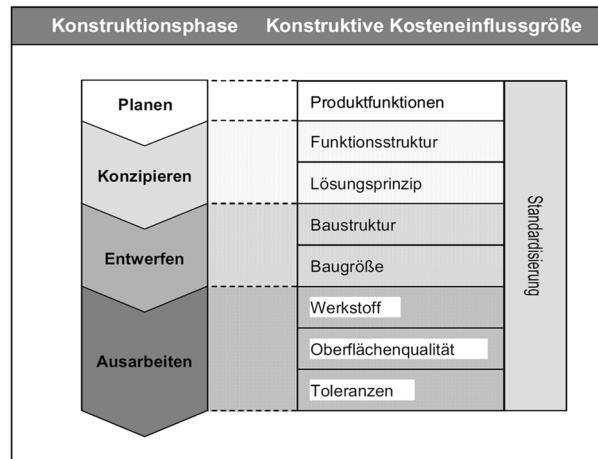 Konstruktionsphase Konstruktive Kosteneinflussgröße
Planen
Produktfunktionen
Funktionsstruktur
Konzipieren
Lösungsprinzip
Baustruktur
Entwerfen
Baugröße
Werkstoff
Oberflächenqualität
Ausarbeiten
Toleranzen
Standardisierung